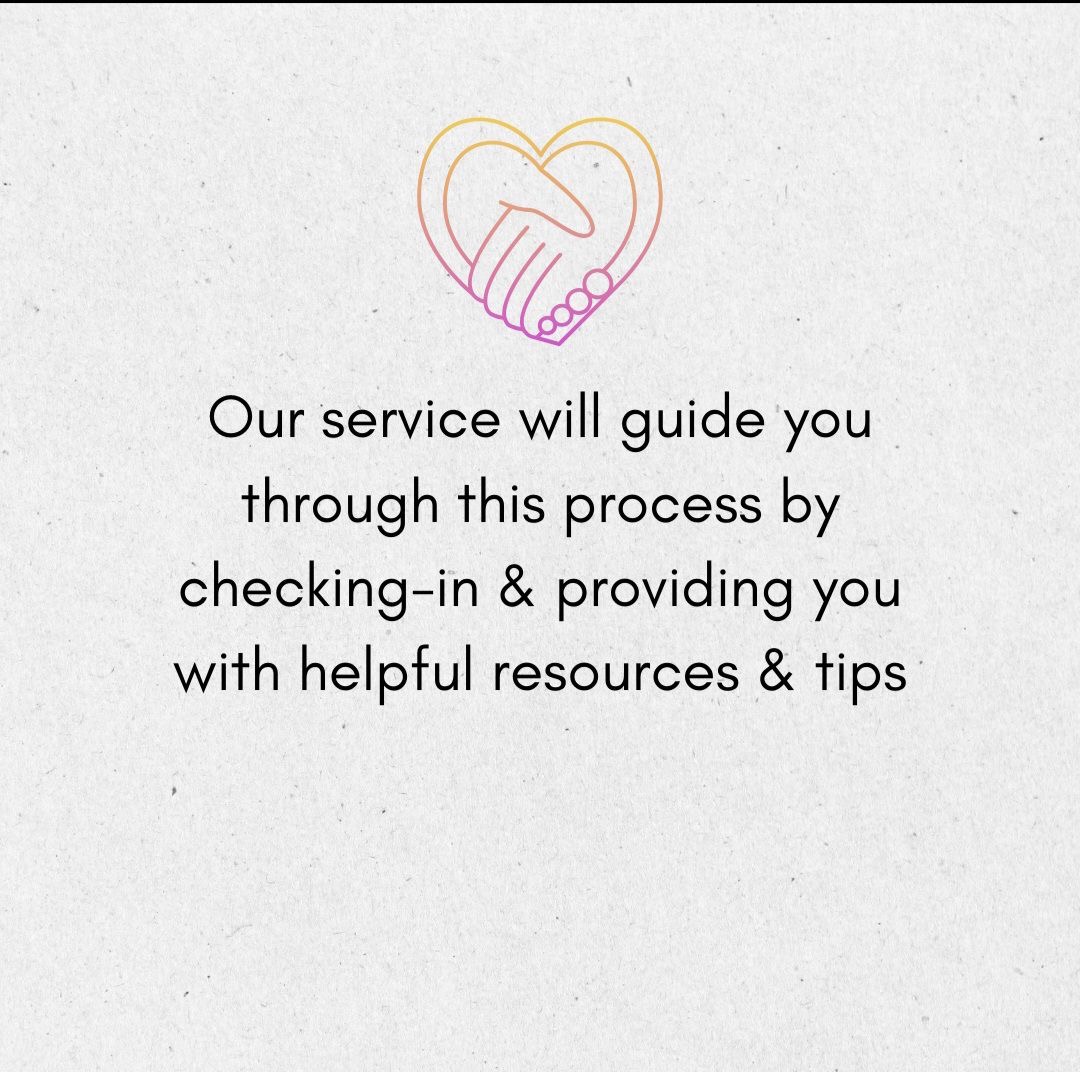 Our service will guide you
through this process by
checking-in & providing you
with helpful resources & tips